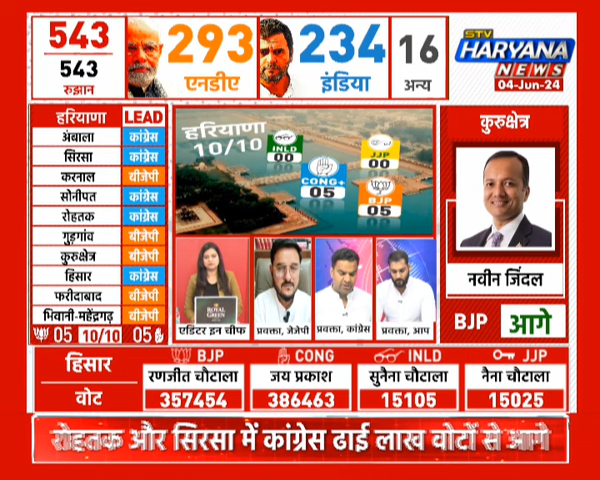 543
543
रुझान
293
एनडीए
234
इंडिया
16
अन्य
STV
HARYANA
NEWS
04-Jun-24
हरियाणा LEAD
अंबाला कांग्रेस
सिरसा कांग्रेस
करनाल बीजेपी
सोनीपत कांग्रेस
रोहतक कांग्रेस
गुड़गांव बीजेपी
कुरुक्षेत्र बीजेपी
हिसार कांग्रेस
फरीदाबाद बीजेपी
भिवानी-महेंद्रगढ़ बीजेपी
05 10/10 05
हरियाणा
10/10
INLD
00
CONG+
05
JJP
00
BJP
05
ROYAL
GREEN
एडिटर इन चीफ
प्रवक्ता, जेजेपी
प्रवक्ता, कांग्रेस
प्रवक्ता, आप
कुरुक्षेत्र
नवीन जिंदल
BJP आगे
हिसार
वोट
BJP
रणजीत चौटाला
357454
CONG
जय प्रकाश
386463
INLD
सुनैना चौटाला
15105
JJP
नैना चौटाला
15025
रोहतक और सिरसा में कांग्रेस ढाई लाख वोटों से आगे